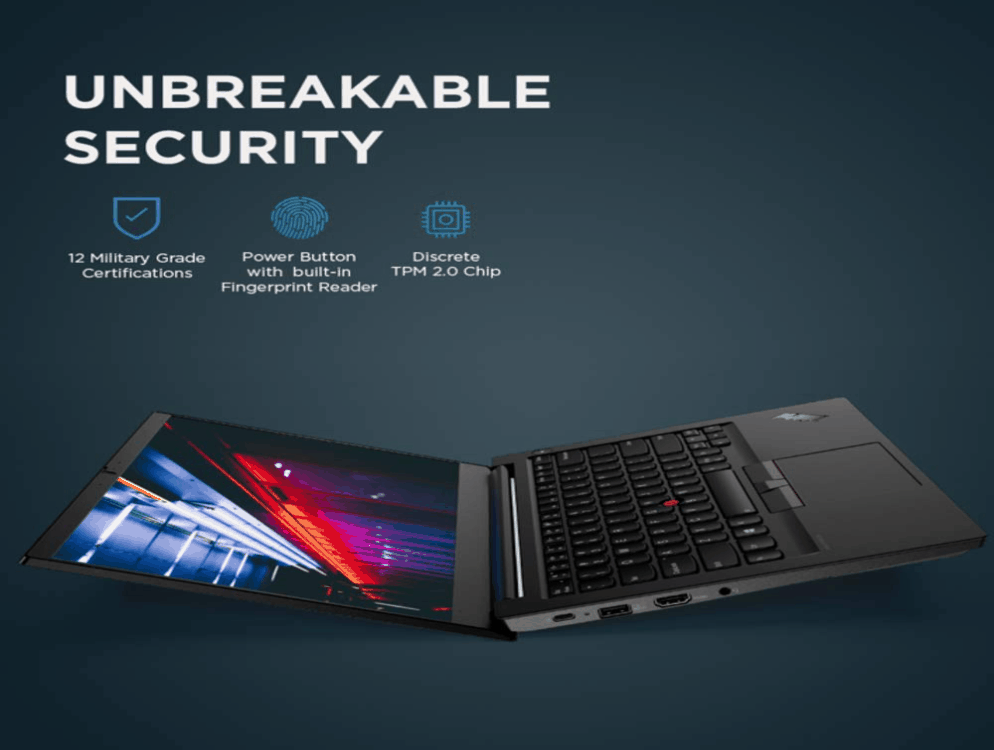 UNBREAKABLE
SECURITY
12 Military Grade
Certifications
Power Button
with built-in
Fingerprint Reader
Discrete
TPM 2.0 Chip